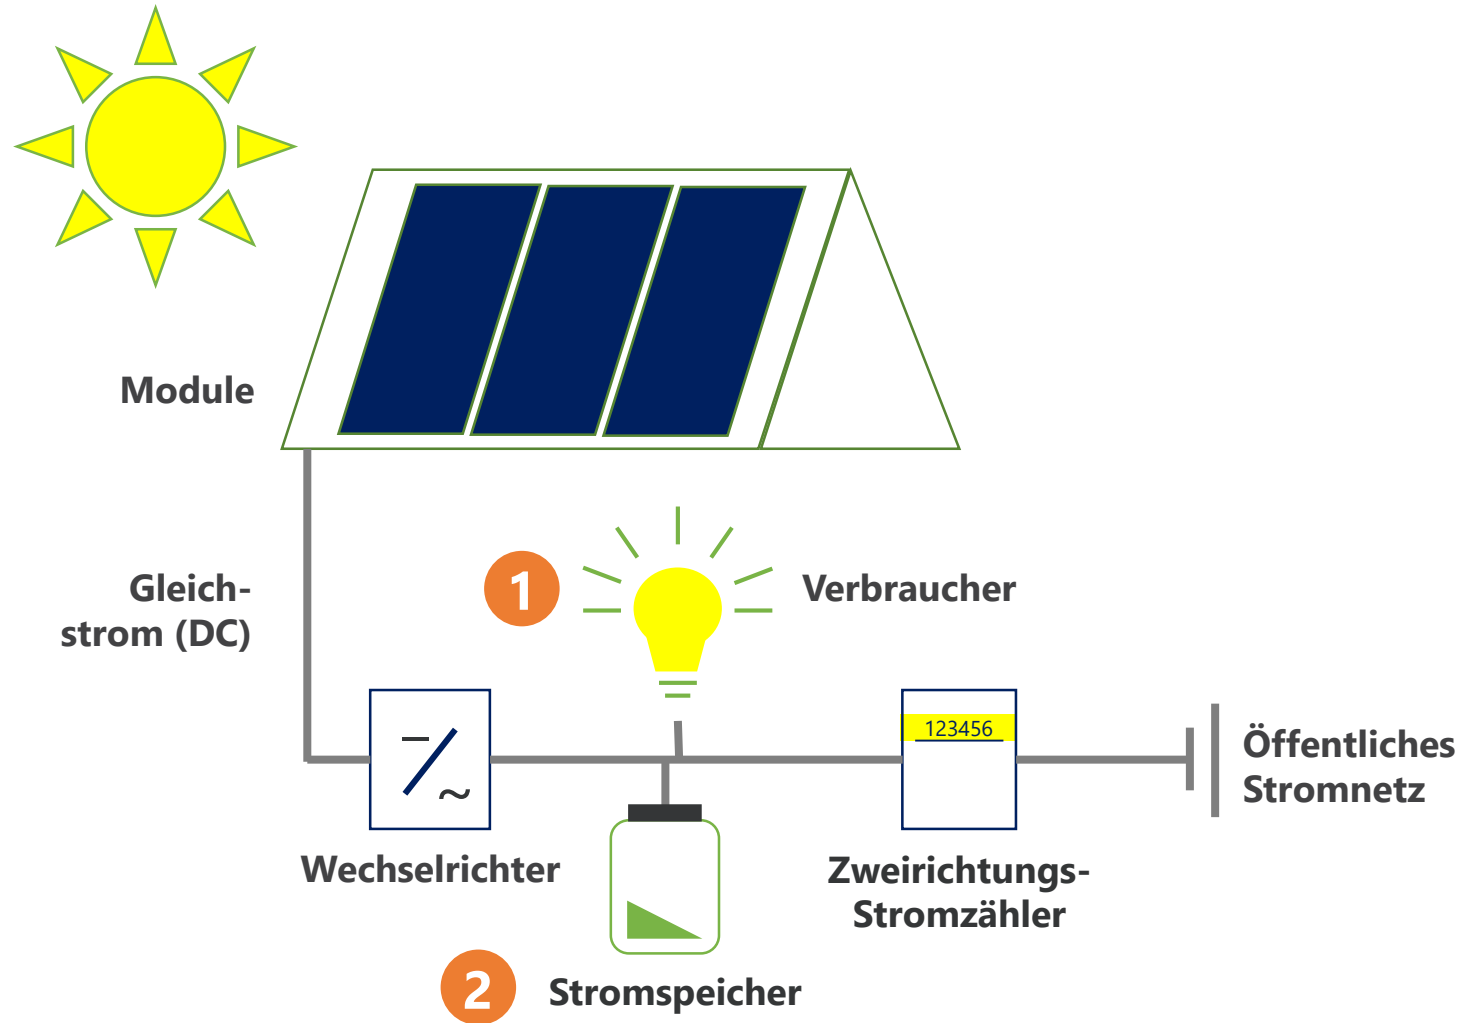 Module
Gleich-
strom (DC)
1
Verbraucher
123456
Öffentliches
Stromnetz
Wechselrichter
Zweirichtungs-
Stromzähler
2
Stromspeicher